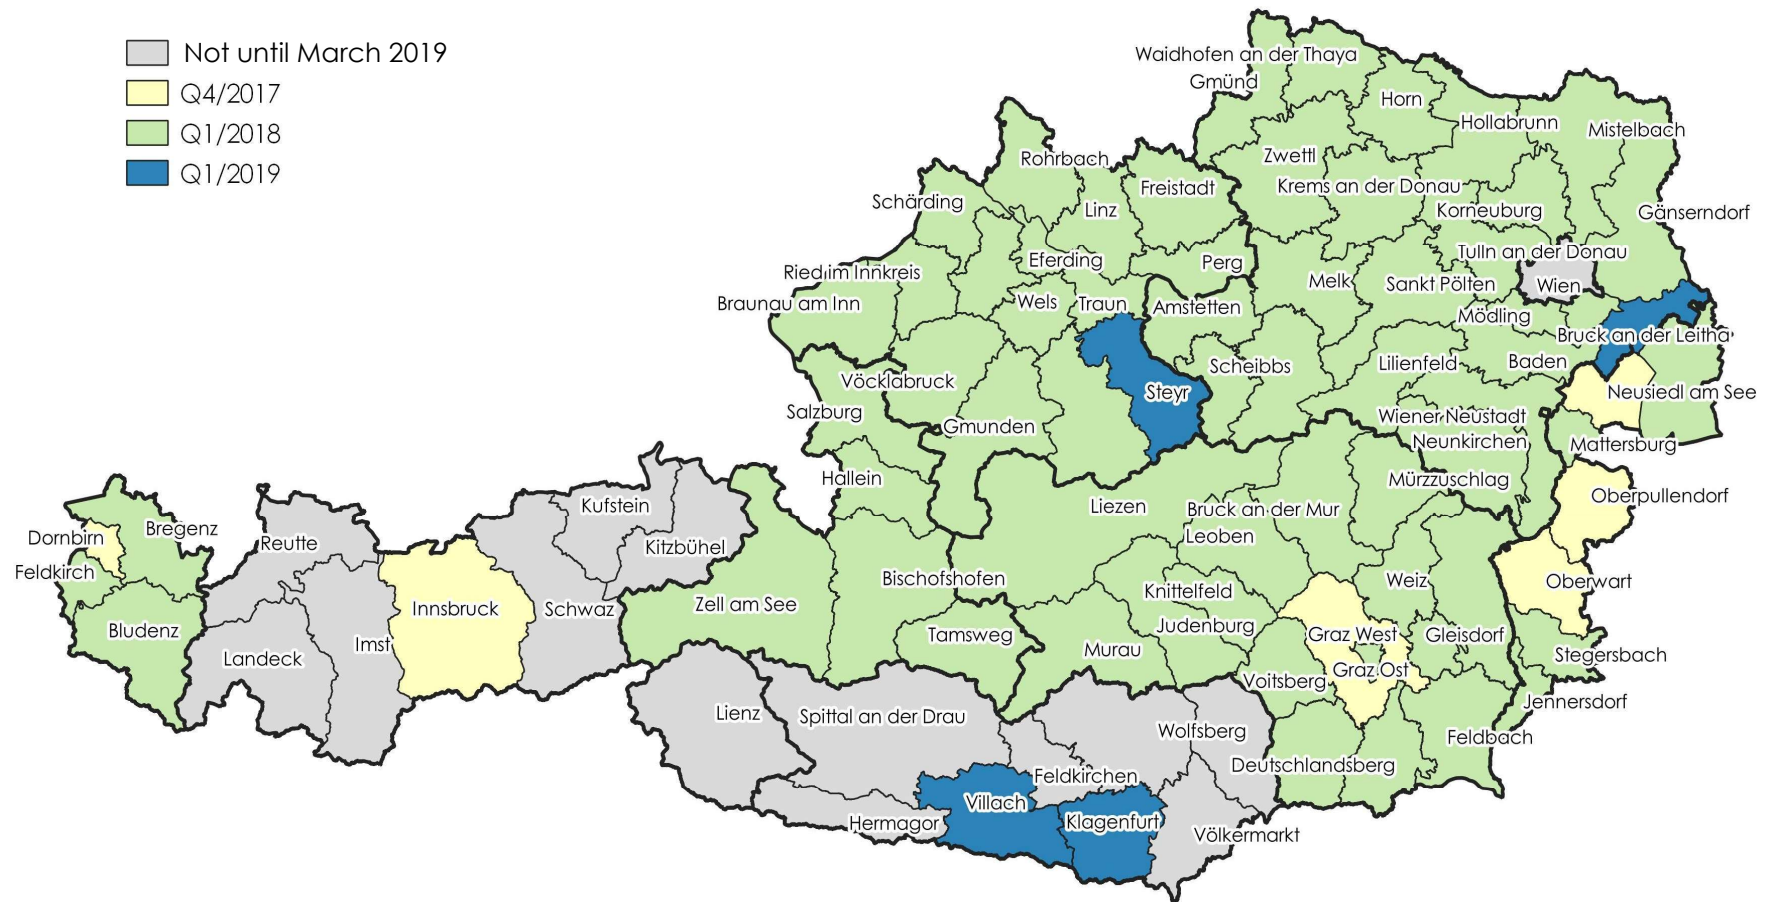 Not until March 2019
Q4/2017
Q1/2018
Q1/2019
Waidhofen an der Thaya
Gmünd
Horn
Hollabrunn
Mistelbach
Rohrbach
Zwettl
Freistadt
Krems an der Donau
Schärding
Linz
Korneuburg
Gänserndorf
Tulln an der Donau
Eferding
Perg
Ried im Innkreis
Melk
Sankt Pölten
Wien
Braunau am Inn
Wels
Traun
Amstetten
Mödling
Bruck an der Leitha
Scheibbs
Lilienfeld
Baden
Vöcklabruck
Steyr
Neusiedl am See
Salzburg
Gmunden
Wiener Neustadt
Neunkirchen
Mattersburg
Hallein
Mürzzuschlag
Oberpullendorf
Kufstein
Liezen
Bruck an der Mur
Leoben
Bregenz
Dornbirn
Reutte
Kitzbühel
Feldkirch
Bischofshofen
Knittelfeld
Weiz
Oberwart
Innsbruck
Schwaz
Zell am See
Bludenz
Imst
Landeck
Tamsweg
Judenburg
Murau
Graz West
Gleisdorf
Graz Ost
Stegersbach
Voitsberg
Jennersdorf
Lienz
Spittal an der Drau
Wolfsberg
Feldbach
Deutschlandsberg
Feldkirchen
Villach
Klagenfurt
Hermagor
Völkermarkt